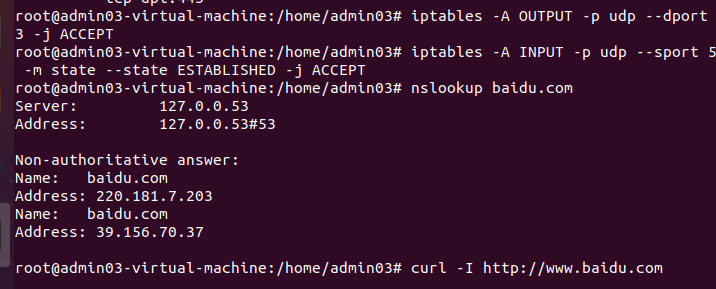 tcp dpt:443
root@admin03-virtual-machine:/home/admin03# iptables -A OUTPUT -p udp --dport
3 -j ACCEPT
root@admin03-virtual-machine:/home/admin03# iptables -A INPUT -p udp --sport 5
 -m state --state ESTABLISHED -j ACCEPT
root@admin03-virtual-machine:/home/admin03# nslookup baidu.com
Server:         127.0.0.53
Address:        127.0.0.53#53
Non-authoritative answer:
Name:   baidu.com
Address: 220.181.7.203
Name:   baidu.com
Address: 39.156.70.37
root@admin03-virtual-machine:/home/admin03# curl -I http://www.baidu.com